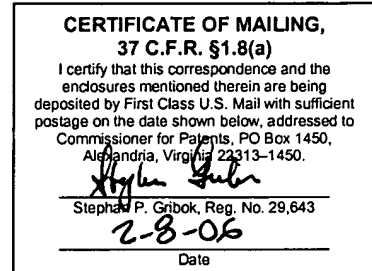 CERTIFICATE OF MAILING,
37 C.F.R. §1.8(a)
I certify that this correspondence and the
enclosures mentioned therein are being
deposited by First Class U.S. Mail with sufficient
postage on the date shown below, addressed to
Commissioner for Patents, PO Box 1450,
Alexandria, Virginia 22313–1450.
Stephan P. Gribok, Reg. No. 29,643
2-8-06
Date